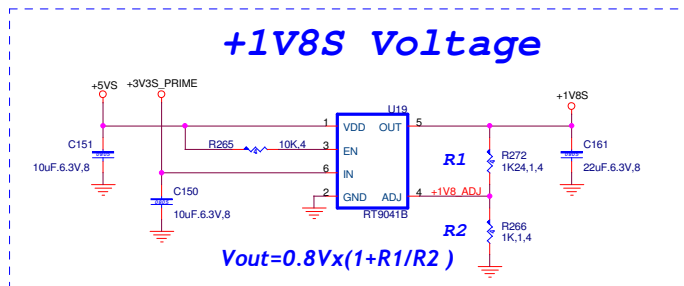 +1V8S Voltage
+5VS
+3V3S_PRIME
+1V8S
U19
1 VDD OUT 5
C151
10uF.6.3V,8
R265 10K,4
3 EN
6 IN
2 GND ADJ 4
RT9041B
C150
10uF.6.3V,8
R1
R272
1K24,1,4
C161
22uF.6.3V,8
+1V8_ADJ
R2
R266
1K,1,4
Vout=0.8Vx(1+R1/R2 )